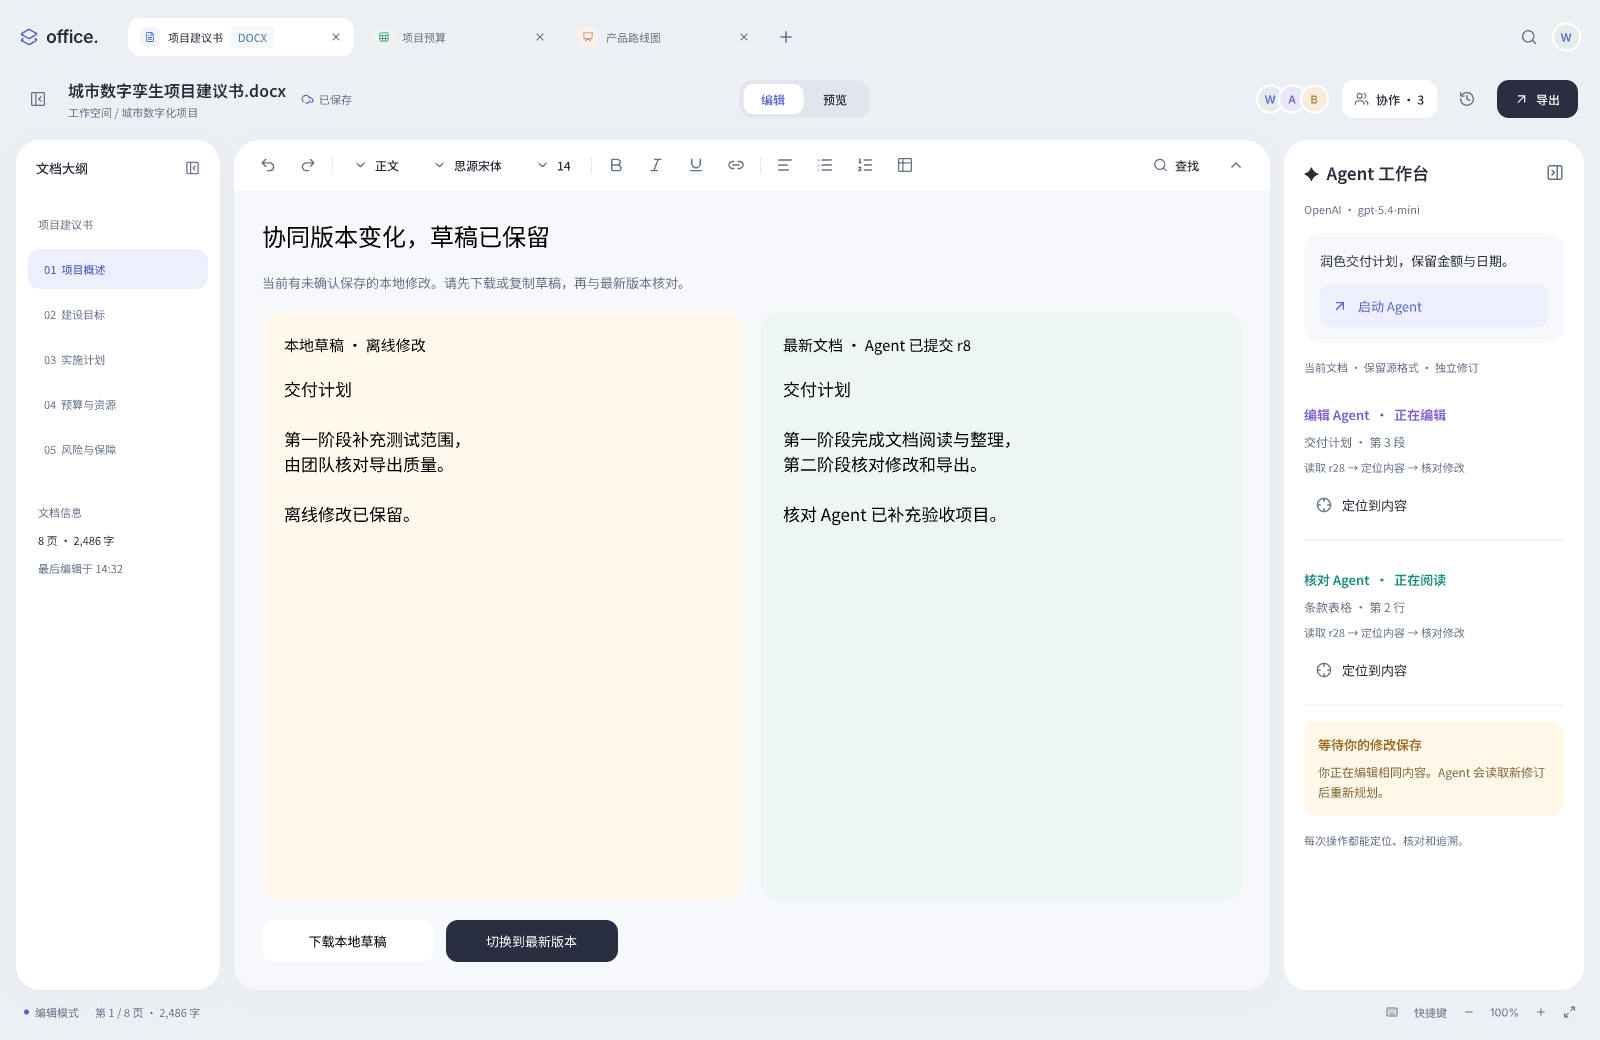 office.
项目建议书 DOCX
项目预算
产品路线图
W
城市数字孪生项目建议书.docx
工作空间 / 城市数字化项目
已保存
编辑
预览
W A B
协作 · 3
导出
文档大纲
项目建议书
01 项目概述
02 建设目标
03 实施计划
04 预算与资源
05 风险与保障
文档信息
8 页 · 2,486 字
最后编辑于 14:32
正文
思源宋体
14
B I U
查找
协同版本变化，草稿已保留
当前有未确认保存的本地修改。请先下载或复制草稿，再与最新版本核对。
本地草稿 · 离线修改
交付计划
第一阶段补充测试范围，
由团队核对导出质量。
离线修改已保留。
最新文档 · Agent 已提交 r8
交付计划
第一阶段完成文档阅读与整理，
第二阶段核对修改和导出。
核对 Agent 已补充验收项目。
下载本地草稿
切换到最新版本
Agent 工作台
OpenAI · gpt-5.4-mini
润色交付计划，保留金额与日期。
启动 Agent
当前文档 · 保留源格式 · 独立修订
编辑 Agent · 正在编辑
交付计划 · 第 3 段
读取 r28 → 定位内容 → 核对修改
定位到内容
核对 Agent · 正在阅读
条款表格 · 第 2 行
读取 r28 → 定位内容 → 核对修改
定位到内容
等待你的修改保存
你正在编辑相同内容。Agent 会读取新修订
后重新规划。
每次操作都能定位、核对和追溯。
编辑模式
第 1 / 8 页 · 2,486 字
快捷键
100%